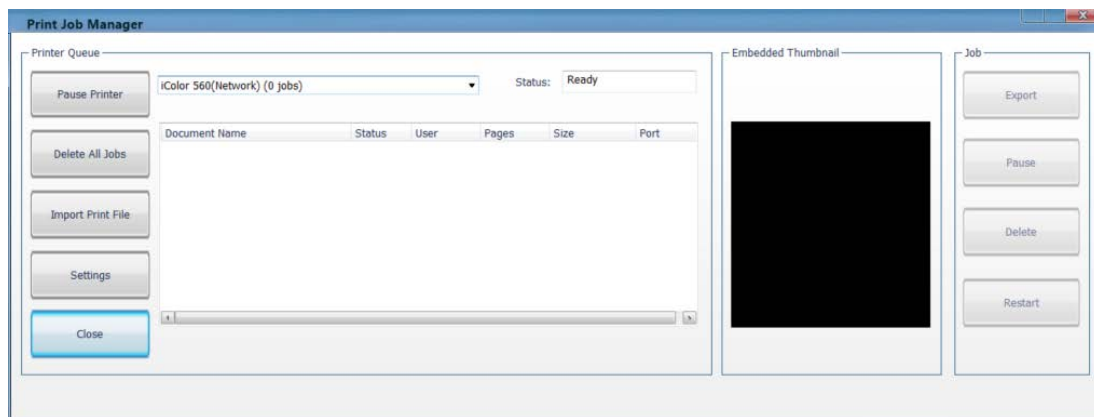 Print Job Manager
Printer Queue
Pause Printer
iColor 560(Network) (0 jobs)
Status:
Ready
Document Name Status User Pages Size Port
Delete All Jobs
Import Print File
Settings
Close
Embedded Thumbnail
Job
Export
Pause
Delete
Restart